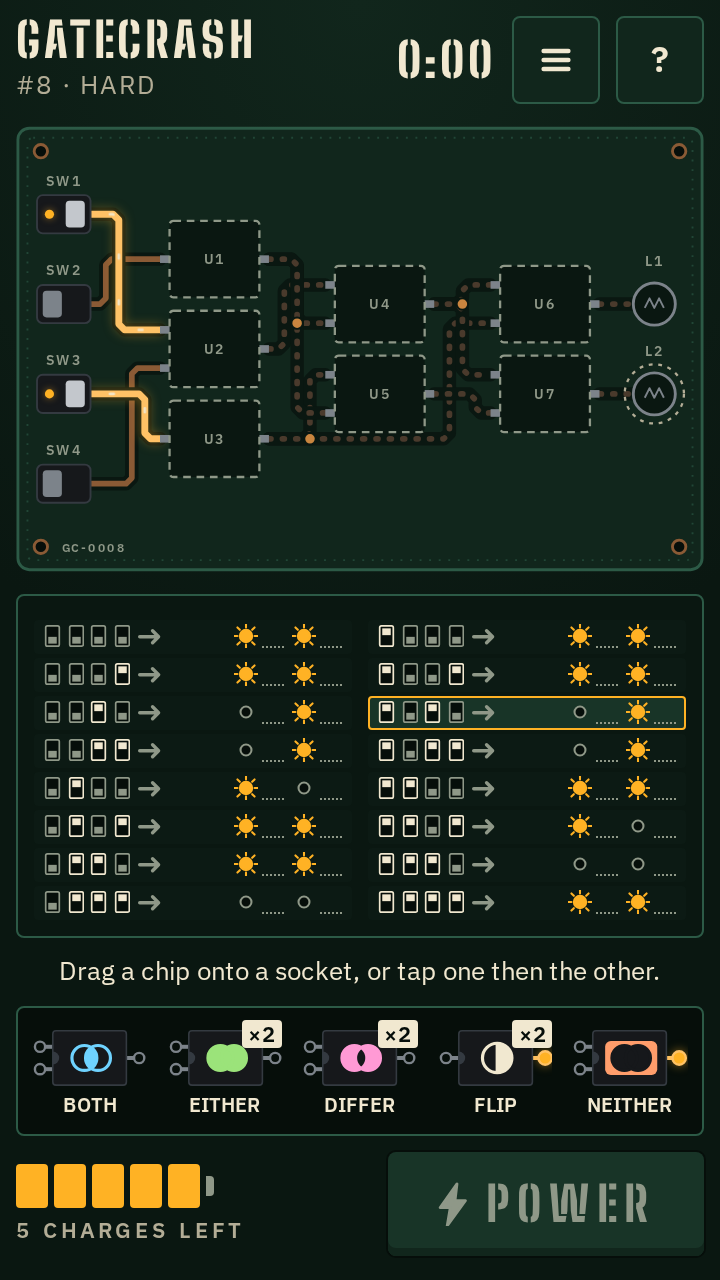 GATECRASH
#8 · HARD
0:00
?
SW1
SW2
SW3
SW4
U1
U2
U3
U4
U5
U6
U7
L1
L2
GC-0008
Drag a chip onto a socket, or tap one then the other.
BOTH
×2
EITHER
×2
DIFFER
×2
FLIP
NEITHER
5 CHARGES LEFT
POWER